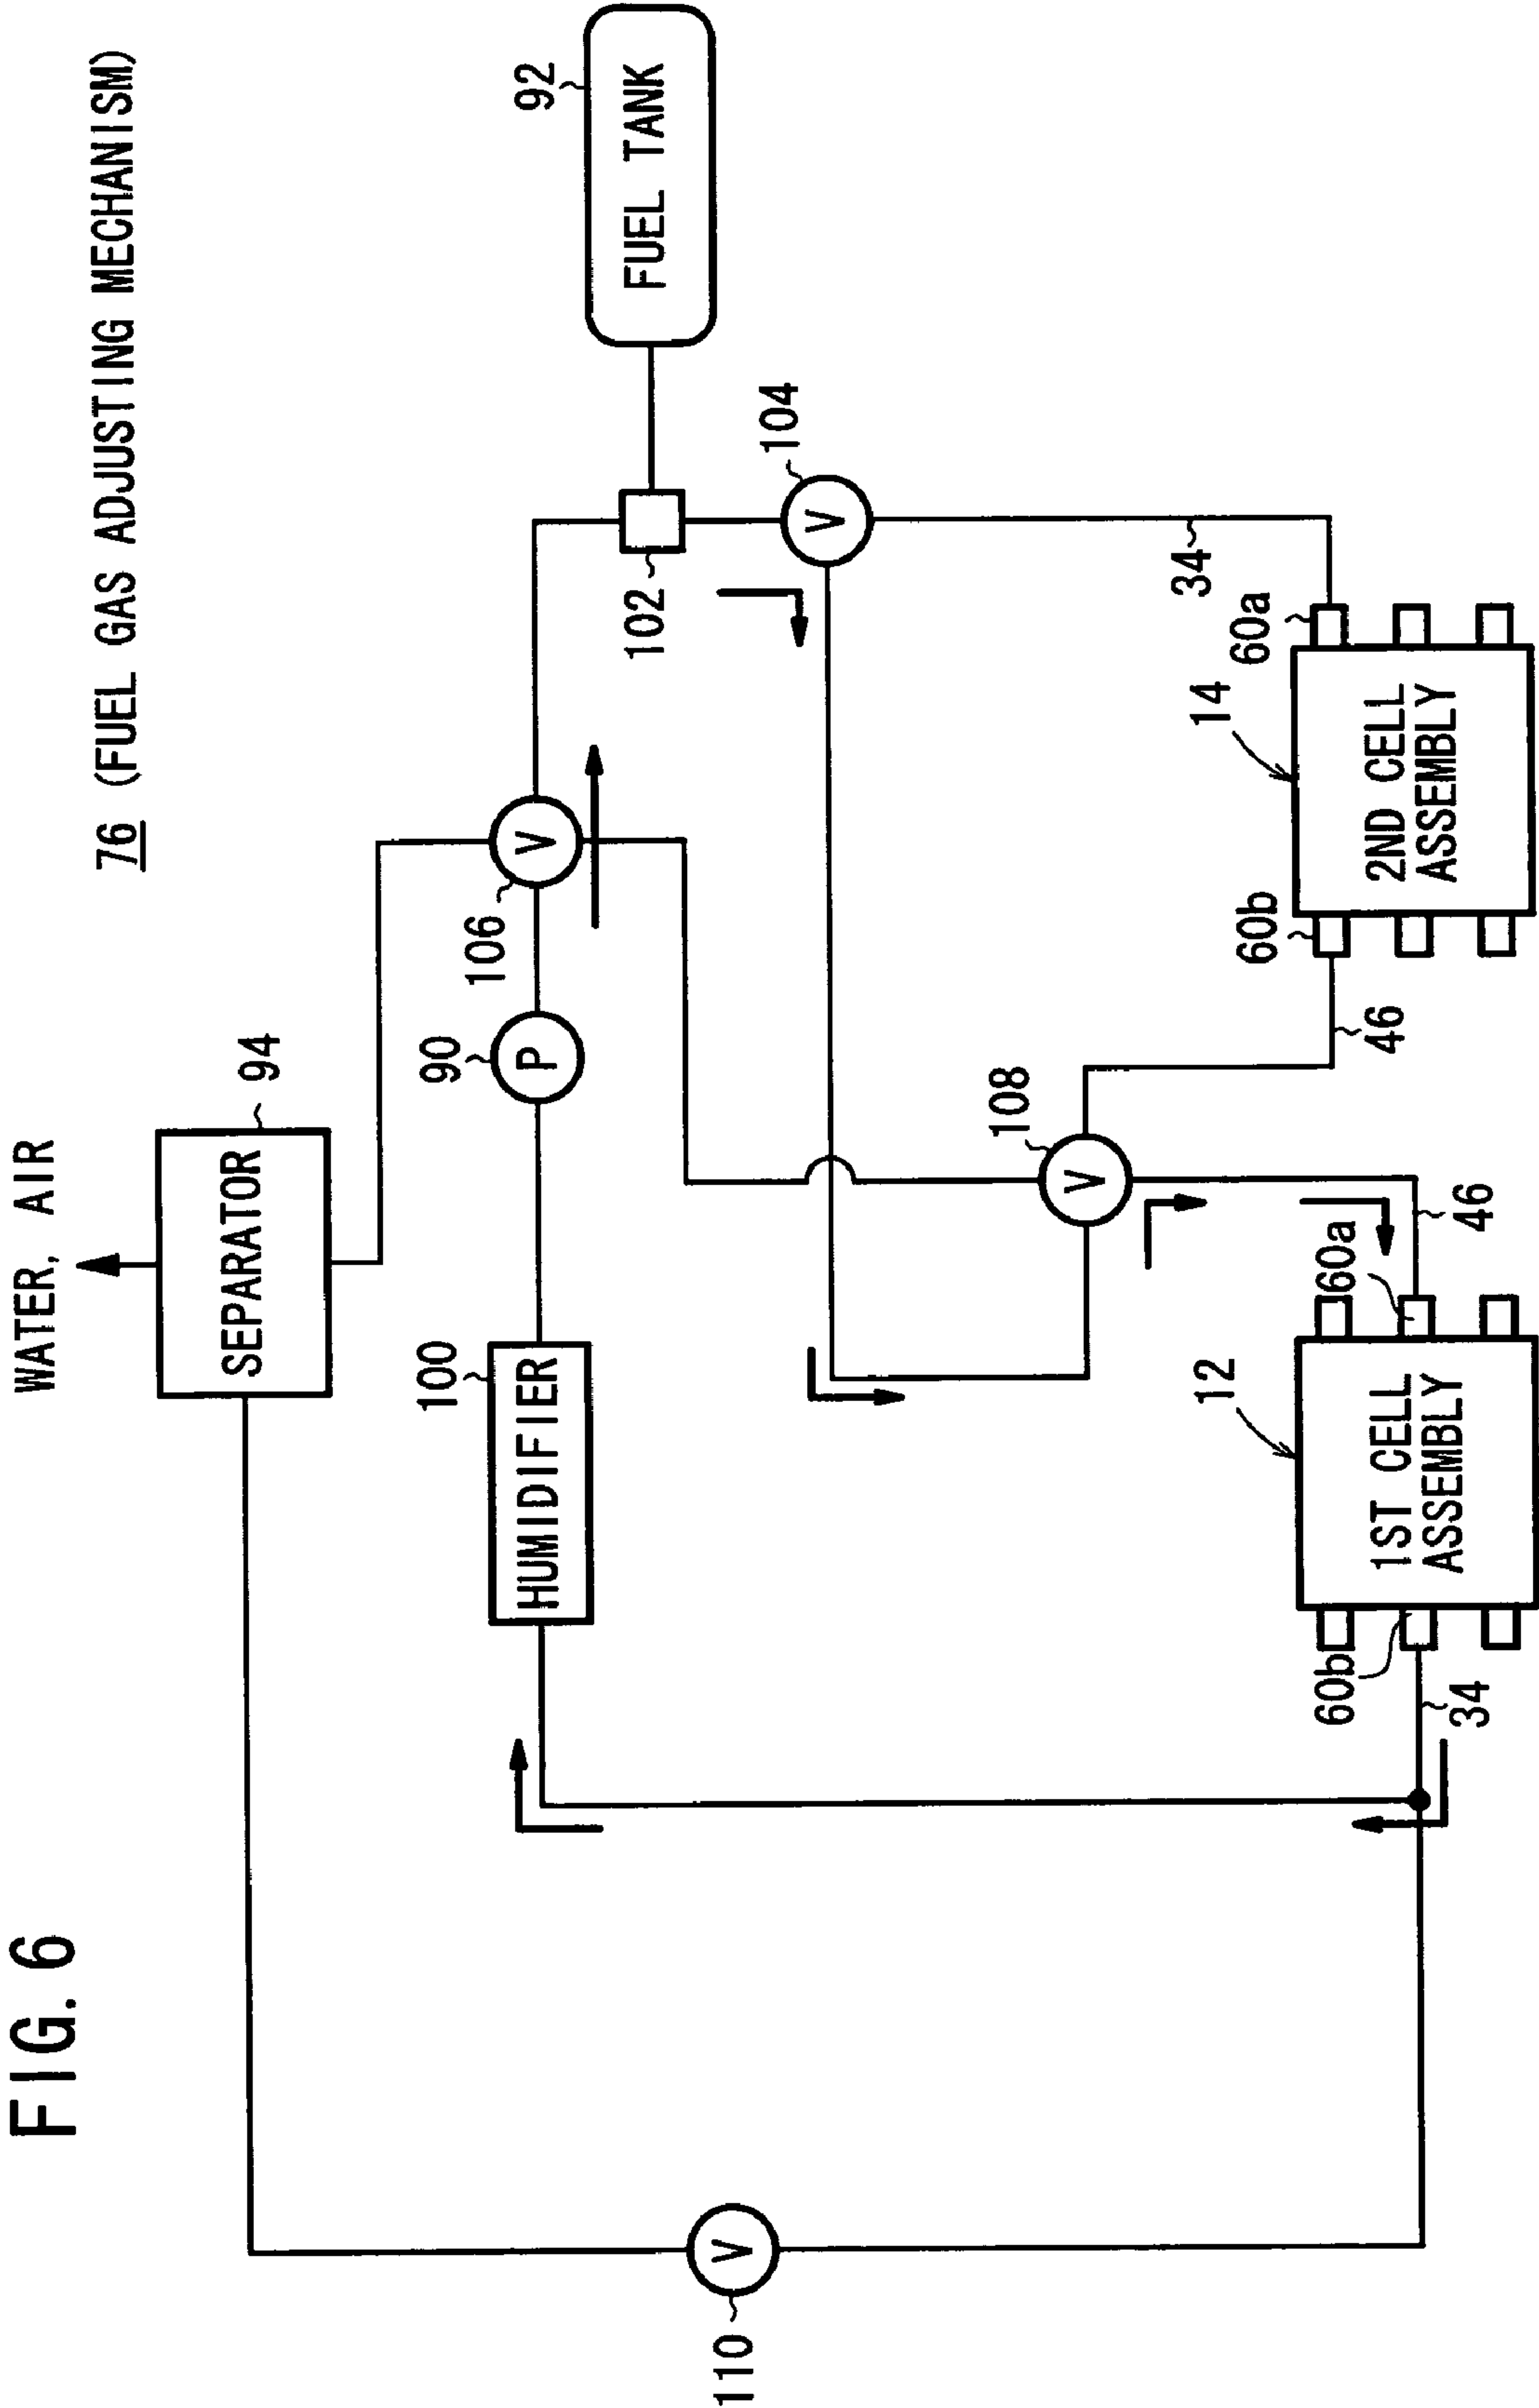 FIG. 6
76 (FUEL GAS ADJUSTING MECHANISM)
WATER, AIR
94
SEPARATOR
92
FUEL TANK
100
HUMIDIFIER
90
P
106
V
102
104
V
110
V
108
V
34
46
60b
60a
14
2ND CELL
ASSEMBLY
12
1ST CELL
ASSEMBLY
60b
60a
34
46